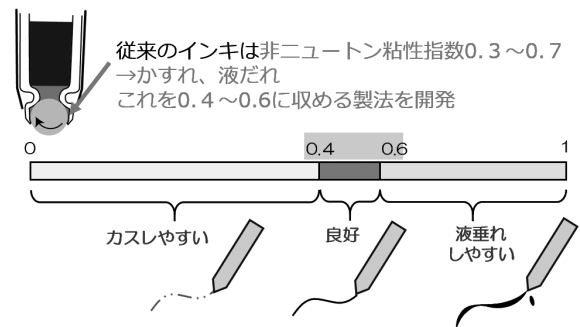 従来のインキは非ニュートン粘性指数0.3～0.7
→かすれ、液だれ
これを0.4～0.6に収める製法を開発
0 0.4 0.6 1
カスしやすい 良好 液垂れ
しやすい